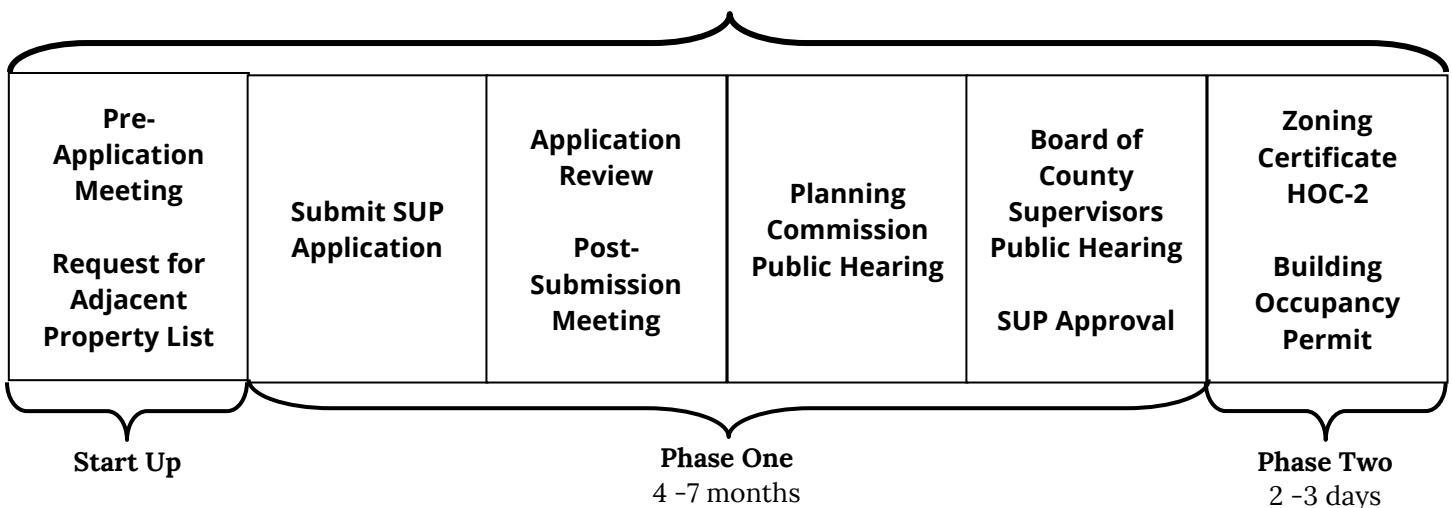 Pre-
Application
Meeting
Request for
Adjacent
Property List
Submit SUP
Application
Application
Review
Post-
Submission
Meeting
Planning
Commission
Public Hearing
Board of
County
Supervisors
Public Hearing
SUP Approval
Zoning
Certificate
HOC-2
Building
Occupancy
Permit
Start Up
Phase One
4 -7 months
Phase Two
2 -3 days